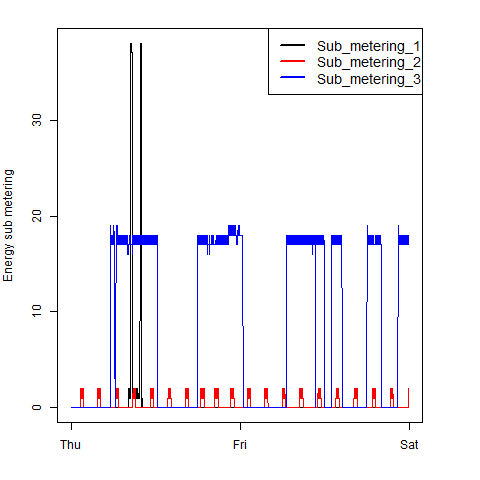 Sub_metering_1
Sub_metering_2
Sub_metering_3
Energy sub metering
30
20
10
0
Thu Fri Sat